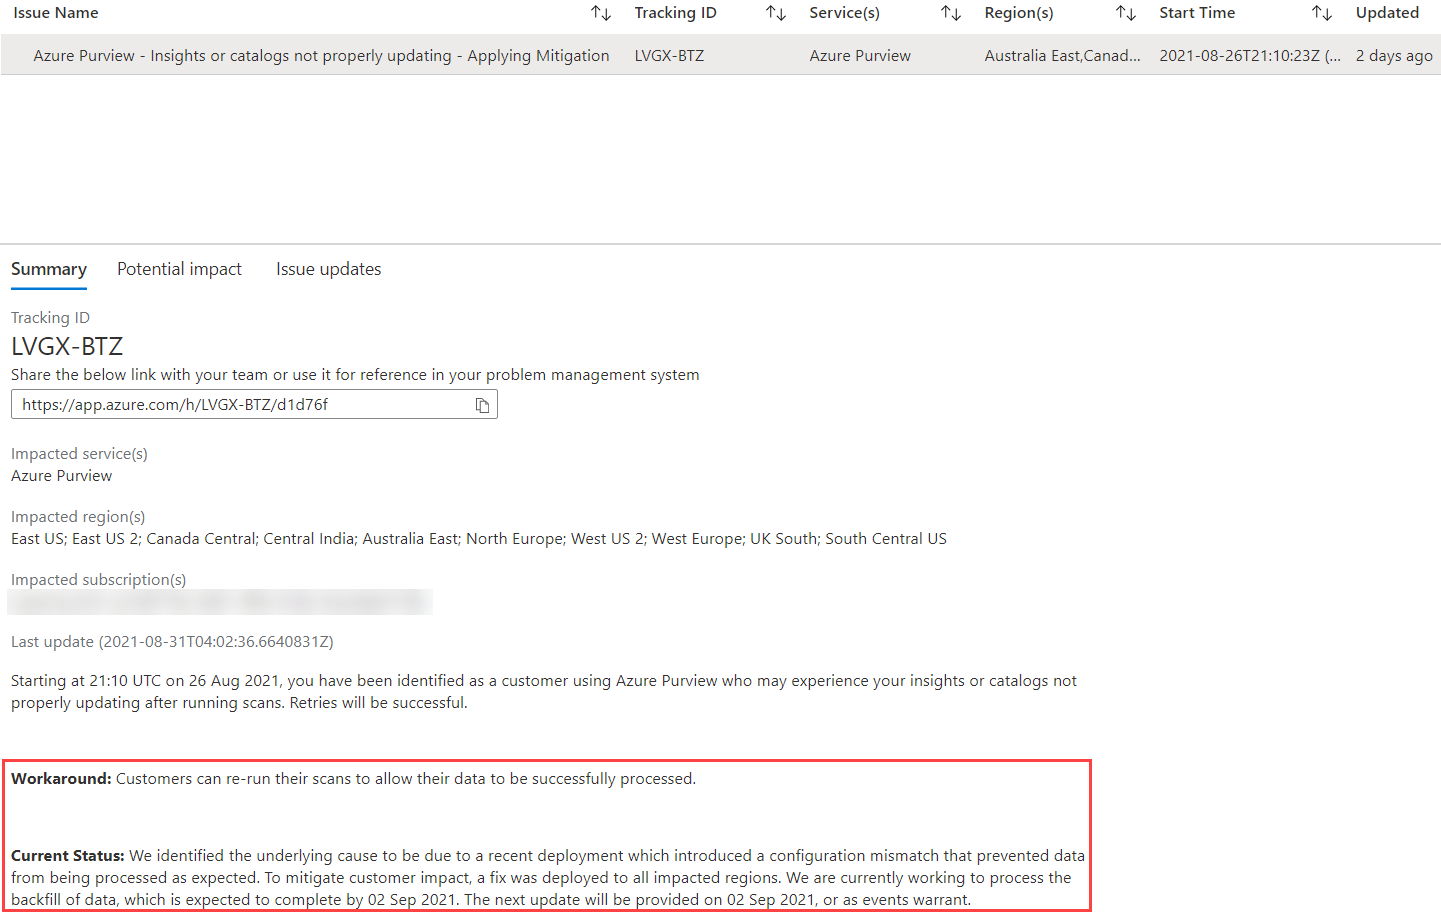 Issue Name Tracking ID Service(s) Region(s) Start Time Updated
Azure Purview - Insights or catalogs not properly updating - Applying Mitigation LVGX-BTZ Azure Purview Australia East,Canad... 2021-08-26T21:10:23Z (... 2 days ago
Summary Potential impact Issue updates
Tracking ID
LVGX-BTZ
Share the below link with your team or use it for reference in your problem management system
https://app.azure.com/h/LVGX-BTZ/d1d76f
Impacted service(s)
Azure Purview
Impacted region(s)
East US; East US 2; Canada Central; Central India; Australia East; North Europe; West US 2; West Europe; UK South; South Central US
Impacted subscription(s)
Last update (2021-08-31T04:02:36.6640831Z)
Starting at 21:10 UTC on 26 Aug 2021, you have been identified as a customer using Azure Purview who may experience your insights or catalogs not
properly updating after running scans. Retries will be successful.
Workaround: Customers can re-run their scans to allow their data to be successfully processed.
Current Status: We identified the underlying cause to be due to a recent deployment which introduced a configuration mismatch that prevented data
from being processed as expected. To mitigate customer impact, a fix was deployed to all impacted regions. We are currently working to process the
backfill of data, which is expected to complete by 02 Sep 2021. The next update will be provided on 02 Sep 2021, or as events warrant.